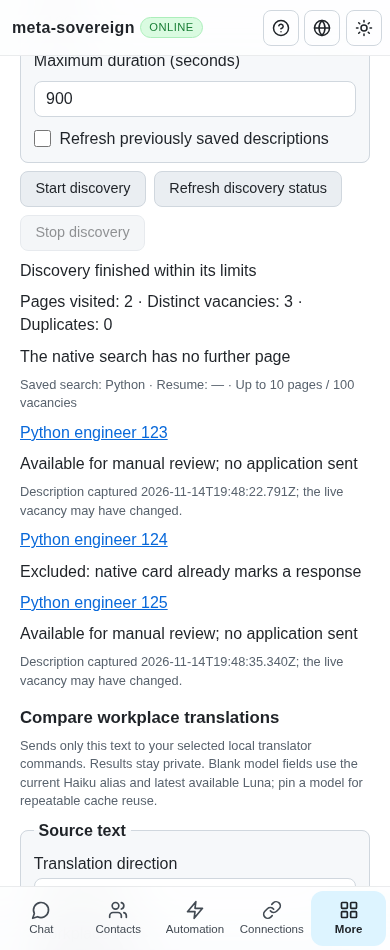 meta-sovereign ONLINE
Maximum duration (seconds)
900
Refresh previously saved descriptions
Start discovery Refresh discovery status
Stop discovery
Discovery finished within its limits
Pages visited: 2 · Distinct vacancies: 3 ·
Duplicates: 0
The native search has no further page
Saved search: Python · Resume: — · Up to 10 pages / 100
vacancies
Python engineer 123
Available for manual review; no application sent
Description captured 2026-11-14T19:48:22.791Z; the live
vacancy may have changed.
Python engineer 124
Excluded: native card already marks a response
Python engineer 125
Available for manual review; no application sent
Description captured 2026-11-14T19:48:35.340Z; the live
vacancy may have changed.
Compare workplace translations
Sends only this text to your selected local translator
commands. Results stay private. Blank model fields use the
current Haiku alias and latest available Luna; pin a model for
repeatable cache reuse.
Source text
Translation direction
Chat Contacts Automation Connections More